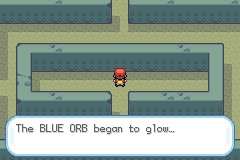 The BLUE ORB began to glow…